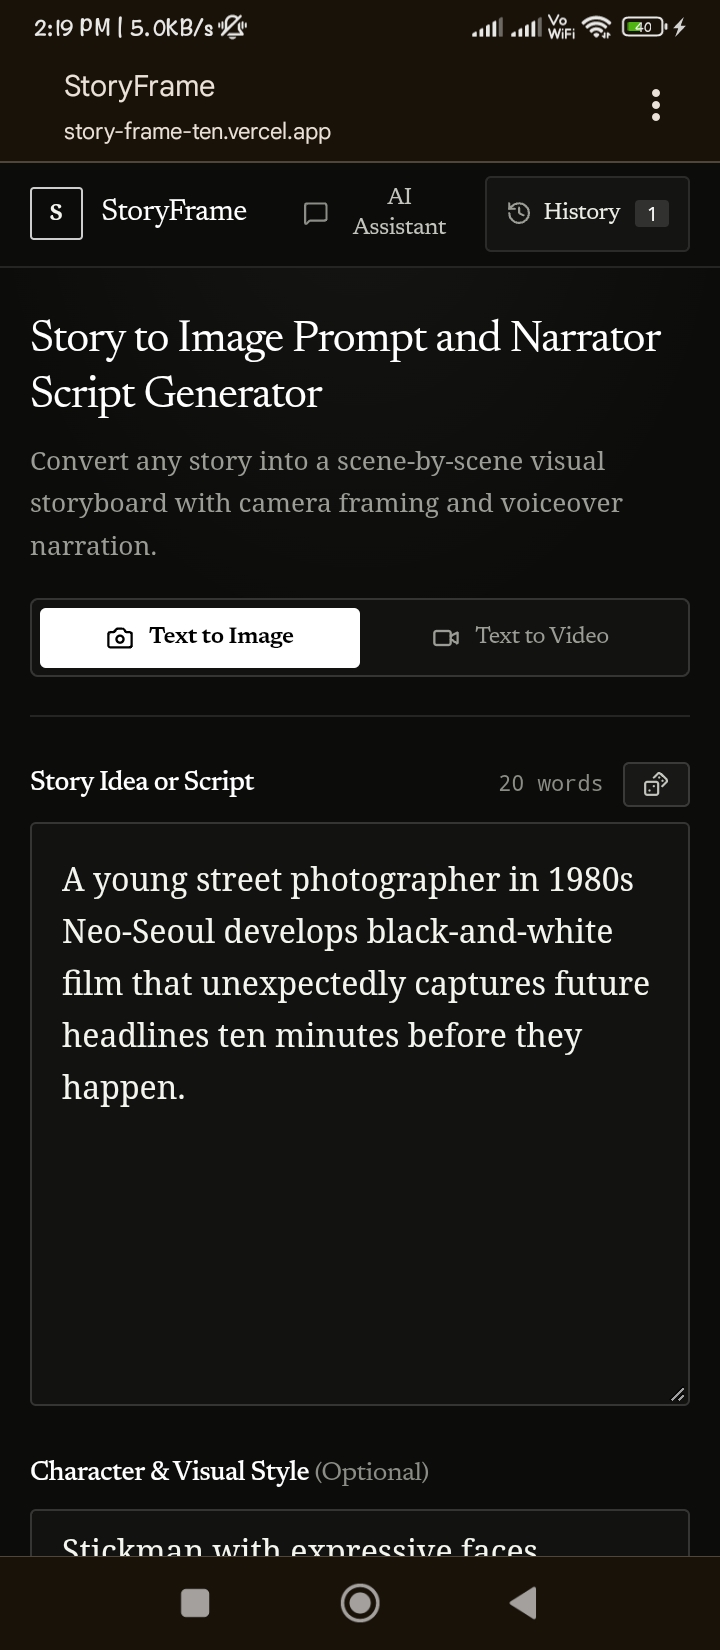 2:19 PM | 5.0KB/s
Vo
WiFi
40
StoryFrame
story-frame-ten.vercel.app
S
StoryFrame
AI
Assistant
History
1
Story to Image Prompt and Narrator
Script Generator
Convert any story into a scene-by-scene visual
storyboard with camera framing and voiceover
narration.
Text to Image
Text to Video
Story Idea or Script
20 words
A young street photographer in 1980s
Neo-Seoul develops black-and-white
film that unexpectedly captures future
headlines ten minutes before they
happen.
Character & Visual Style (Optional)
Stickman with expressive faces